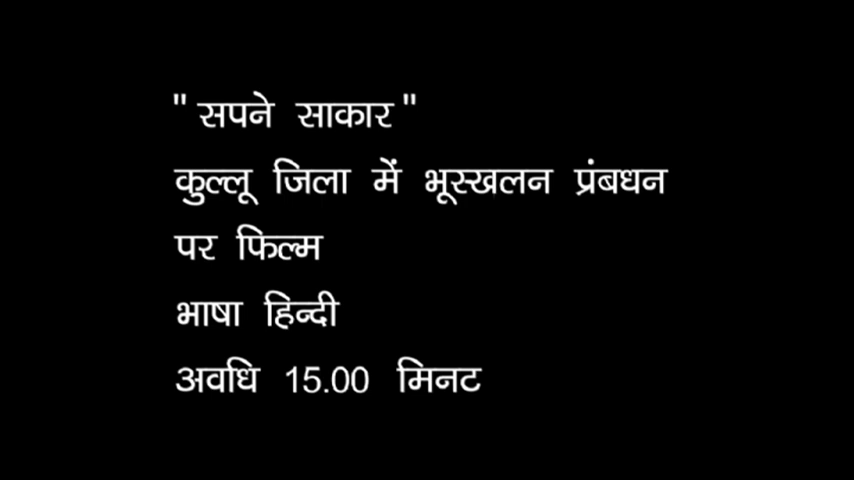 "सपने साकार"
कुल्लू जिला में भूस्खलन प्रंबधन
पर फिल्म
भाषा हिन्दी
अवधि 15.00 मिनट